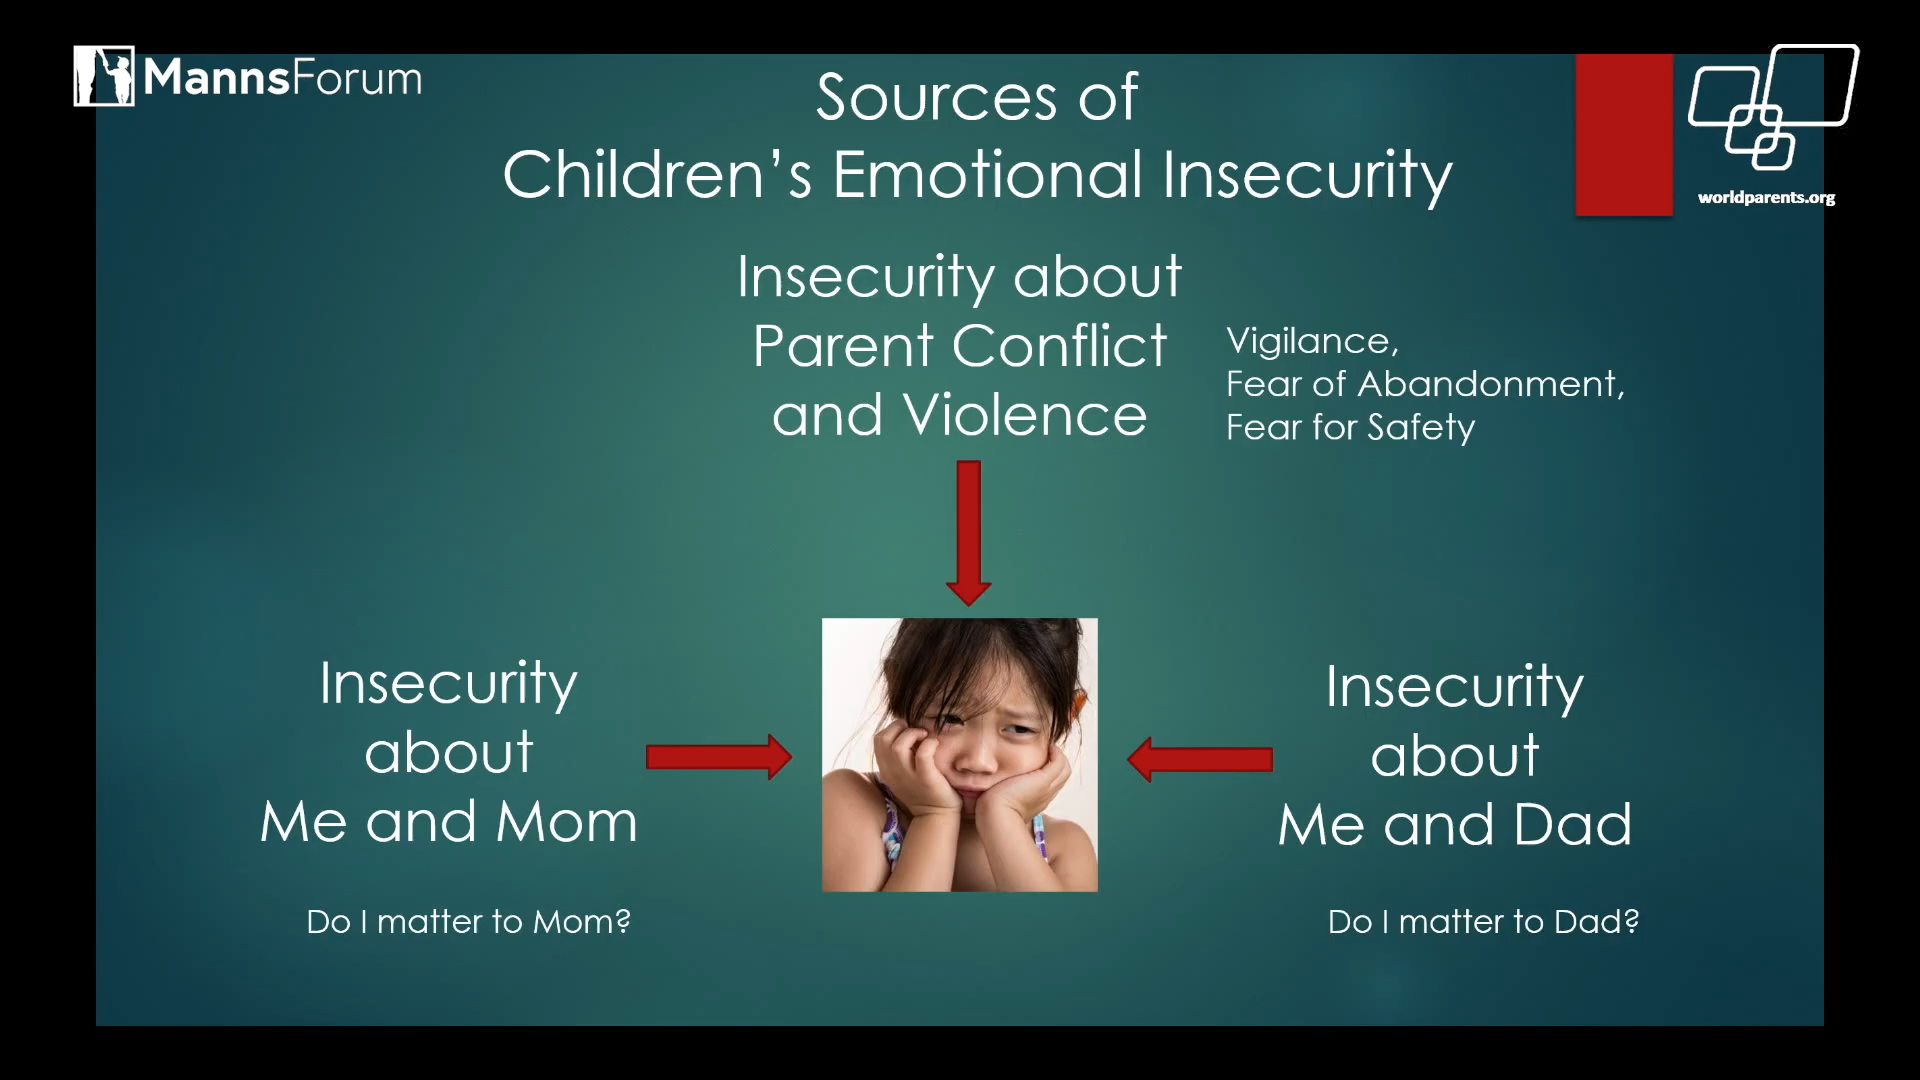 MannsForum
Sources of
Children's Emotional Insecurity
worldparents.org
Insecurity about
Parent Conflict
and Violence
Vigilance,
Fear of Abandonment,
Fear for Safety
Insecurity
about
Me and Mom
Do I matter to Mom?
Insecurity
about
Me and Dad
Do I matter to Dad?